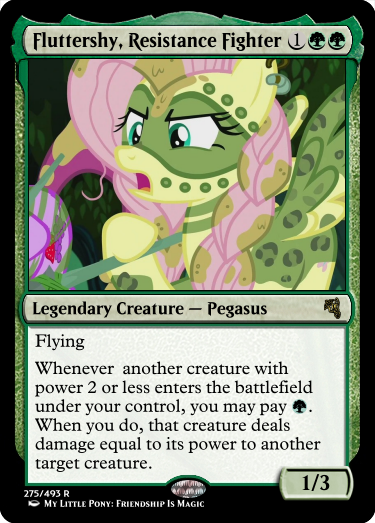 Fluttershy, Resistance Fighter 1
Legendary Creature — Pegasus
Flying
Whenever  another creature with
power 2 or less enters the battlefield
under your control, you may pay .
When you do, that creature deals
damage equal to its power to another
target creature.
1/3
275/493 R
My Little Pony: Friendship Is Magic